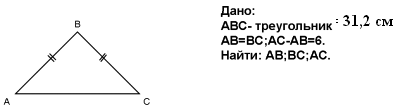 B
A
C
Дано:
ABC- треугольник = 31,2 см
AB=BC;AC-AB=6.
Найти: AB;BC;AC.